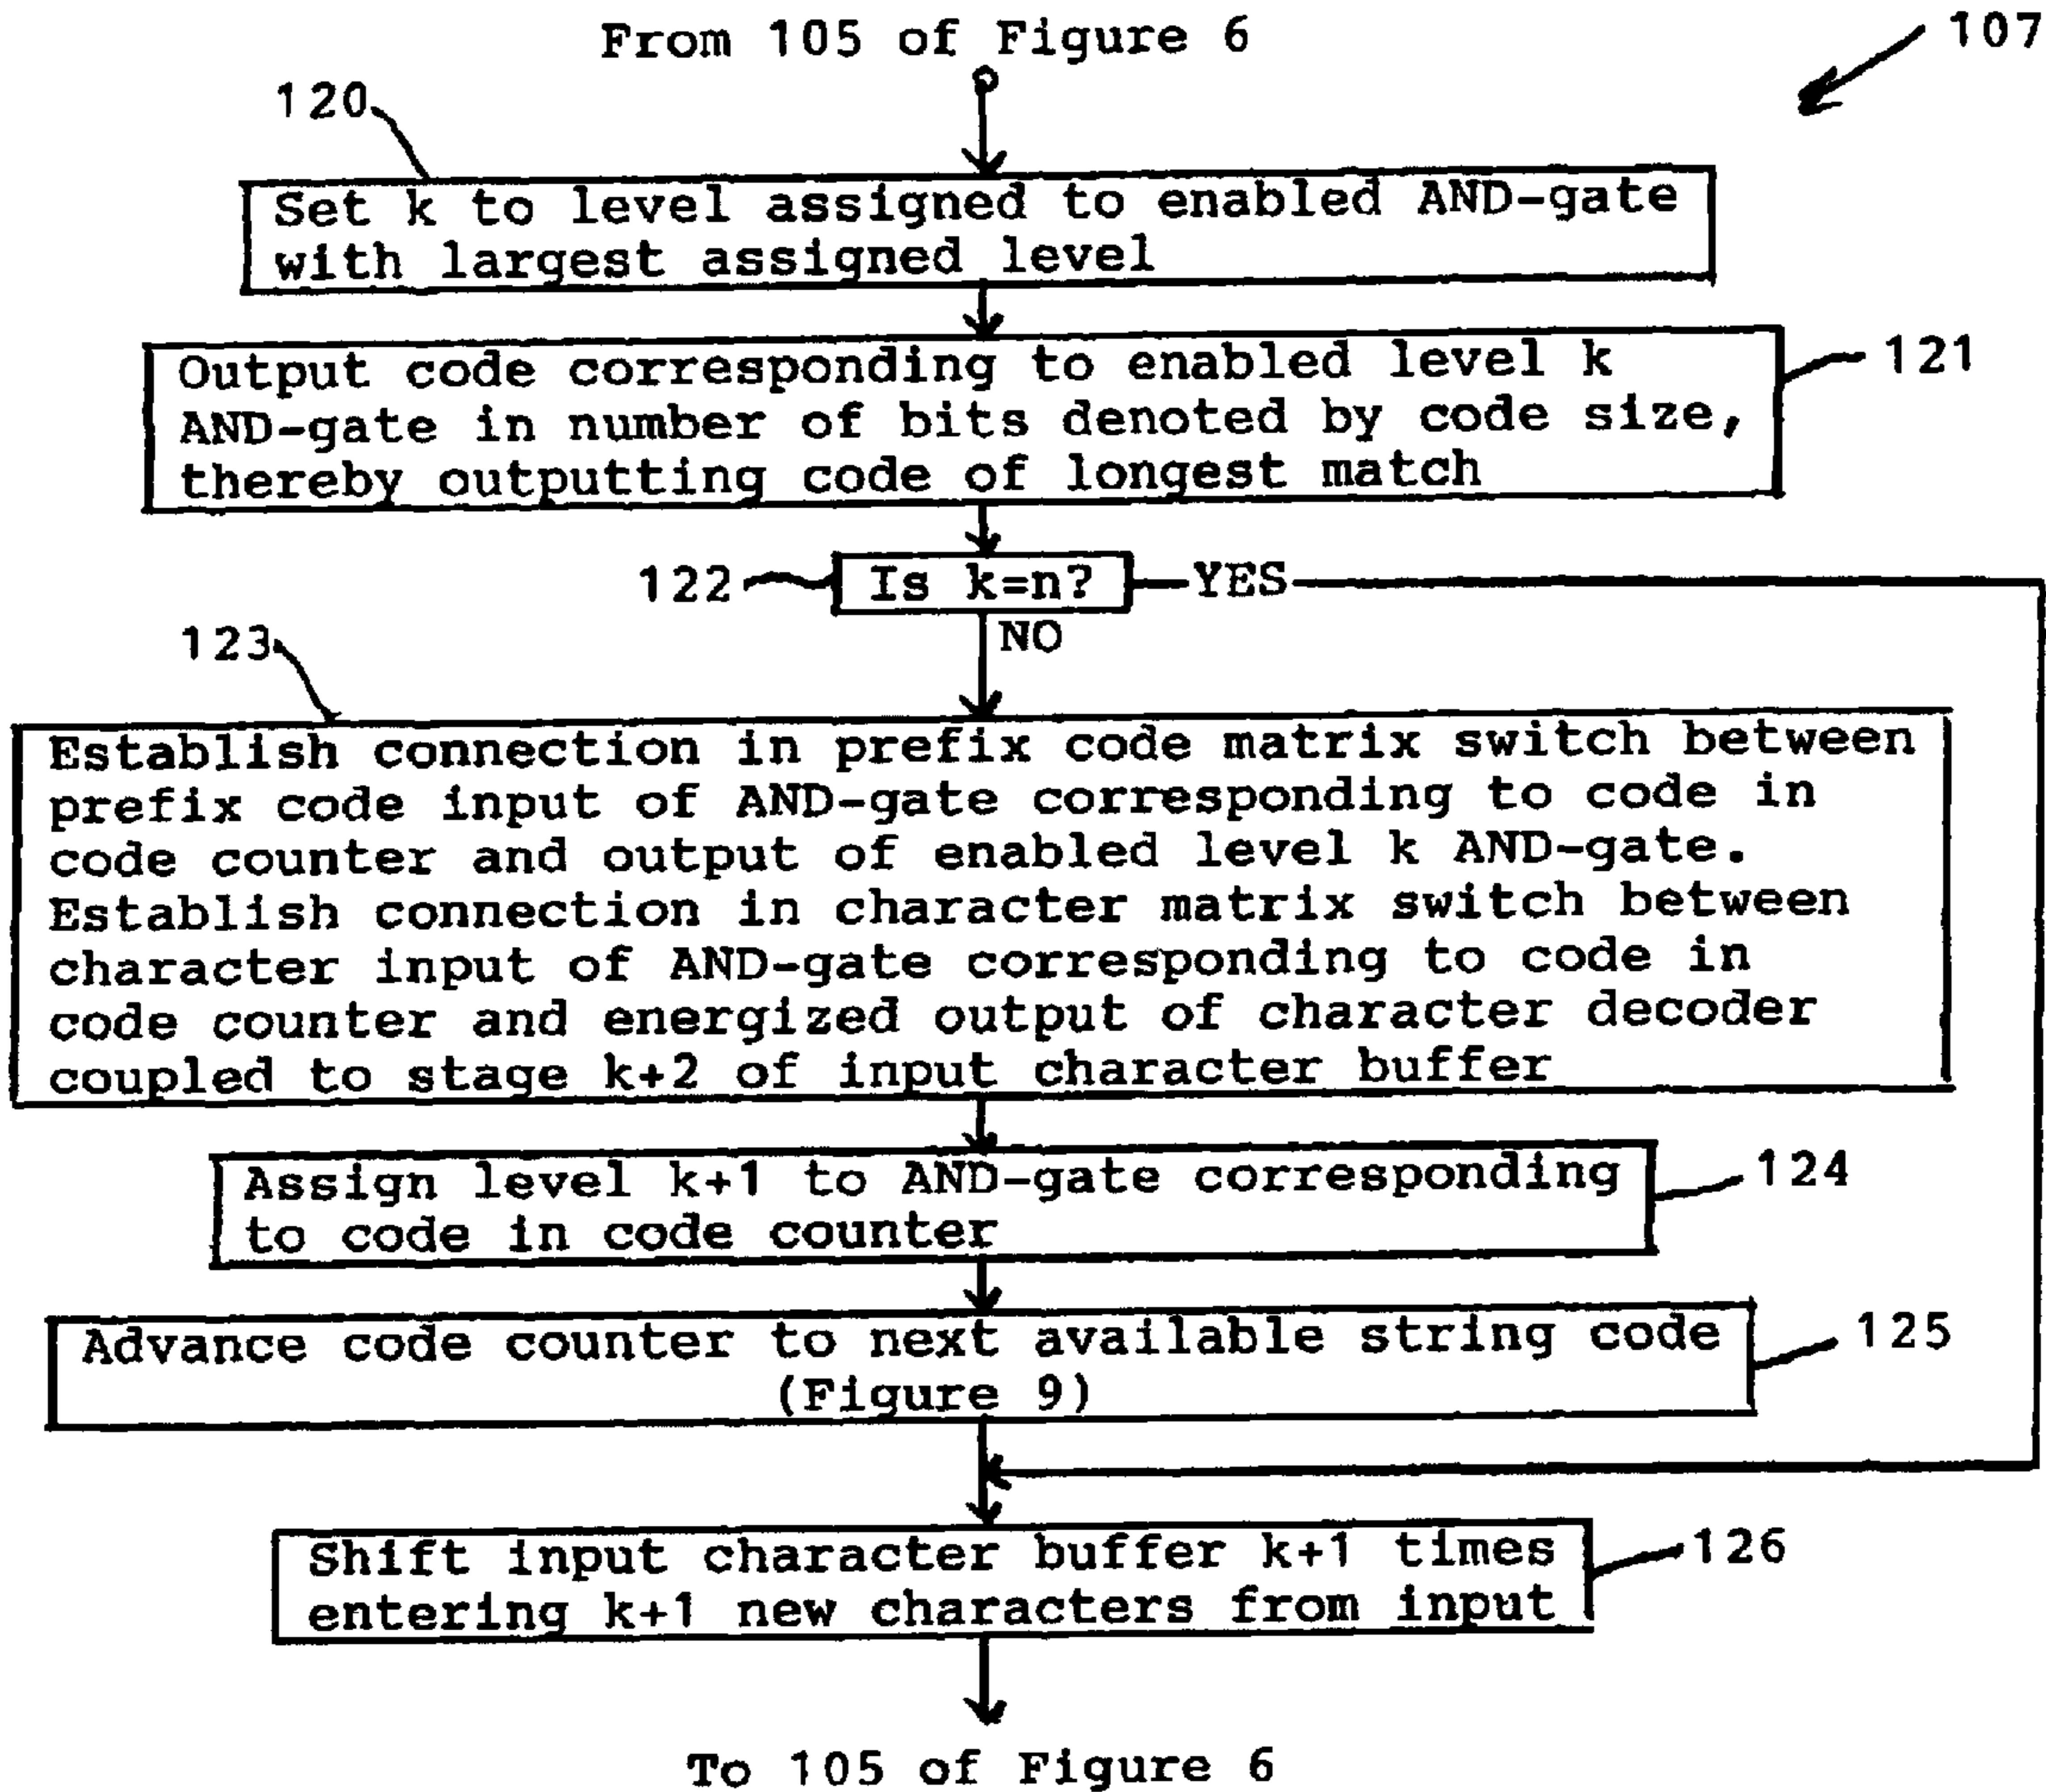 From 105 of Figure 6
107
120
Set k to level assigned to enabled AND-gate
with largest assigned level
Output code corresponding to enabled level k
AND-gate in number of bits denoted by code size,
thereby outputting code of longest match
121
122
Is k=n?
YES
NO
123
Establish connection in prefix code matrix switch between
prefix code input of AND-gate corresponding to code in
code counter and output of enabled level k AND-gate.
Establish connection in character matrix switch between
character input of AND-gate corresponding to code in
code counter and energized output of character decoder
coupled to stage k+2 of input character buffer
Assign level k+1 to AND-gate corresponding
to code in code counter
124
Advance code counter to next available string code
(Figure 9)
125
Shift input character buffer k+1 times
entering k+1 new characters from input
126
To 105 of Figure 6